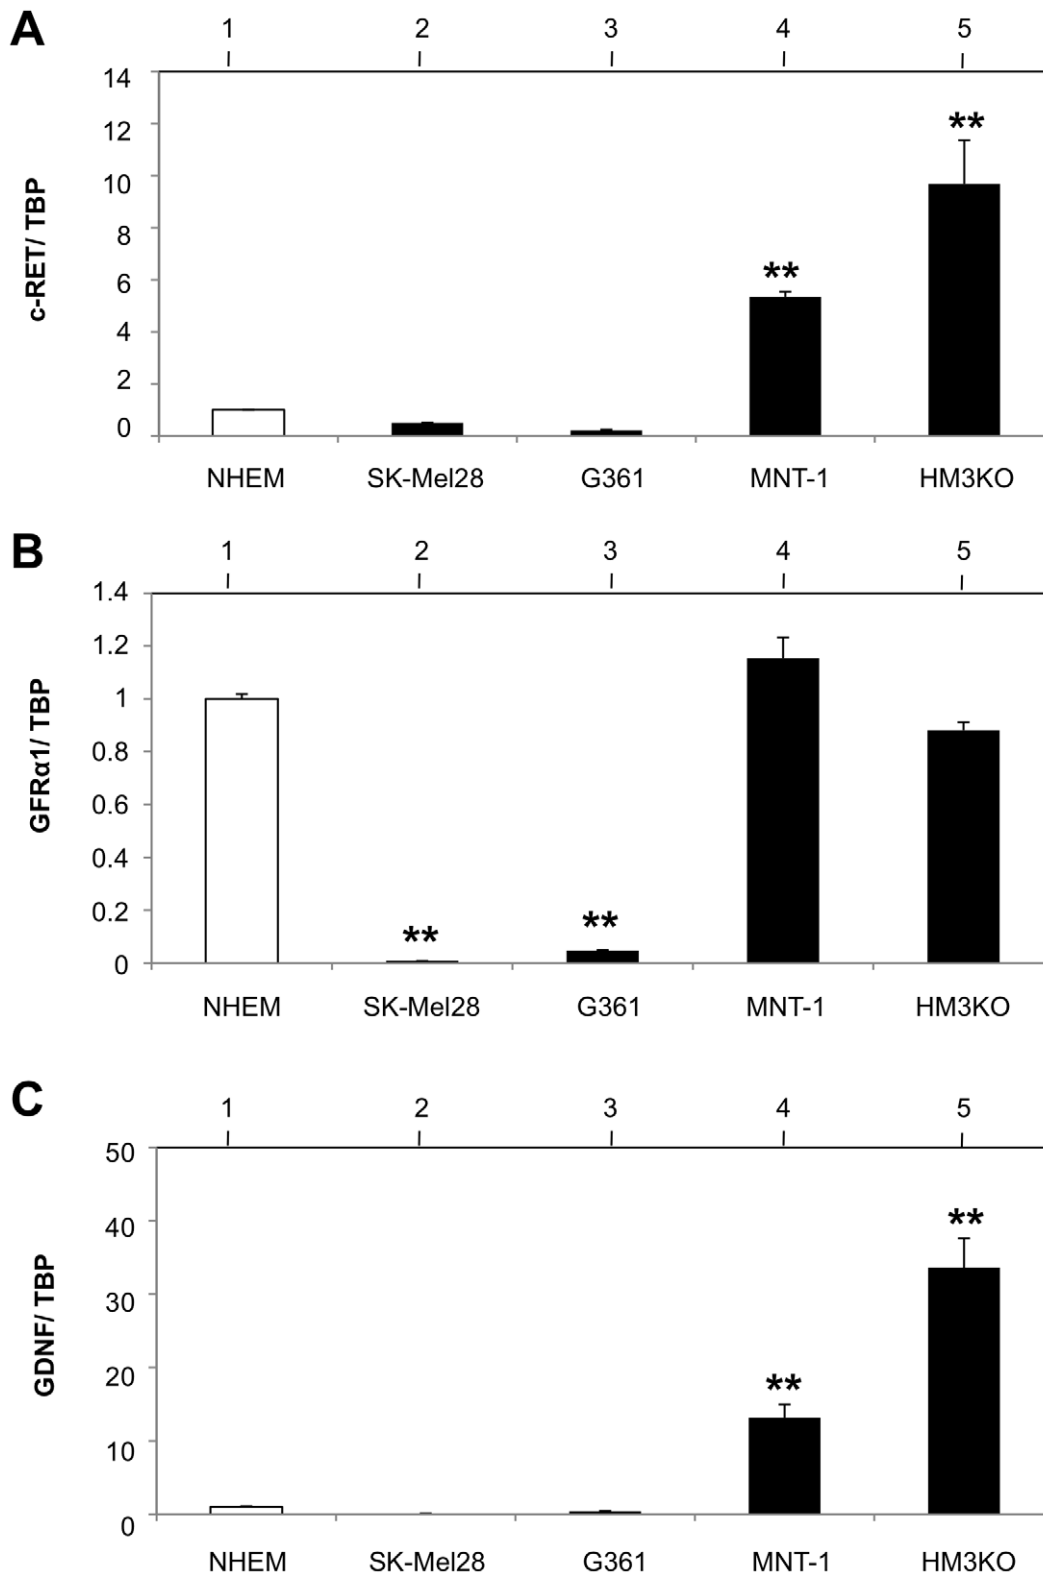 A
1 2 3 4 5
14
12
10
8
6
4
2
0
c-RET/ TBP
**
**
NHEM SK-Mel28 G361 MNT-1 HM3KO
B
1 2 3 4 5
1.4
1.2
1
0.8
0.6
0.4
0.2
0
GFRα1/ TBP
**
**
NHEM SK-Mel28 G361 MNT-1 HM3KO
C
1 2 3 4 5
50
40
30
20
10
0
GDNF/ TBP
**
**
NHEM SK-Mel28 G361 MNT-1 HM3KO